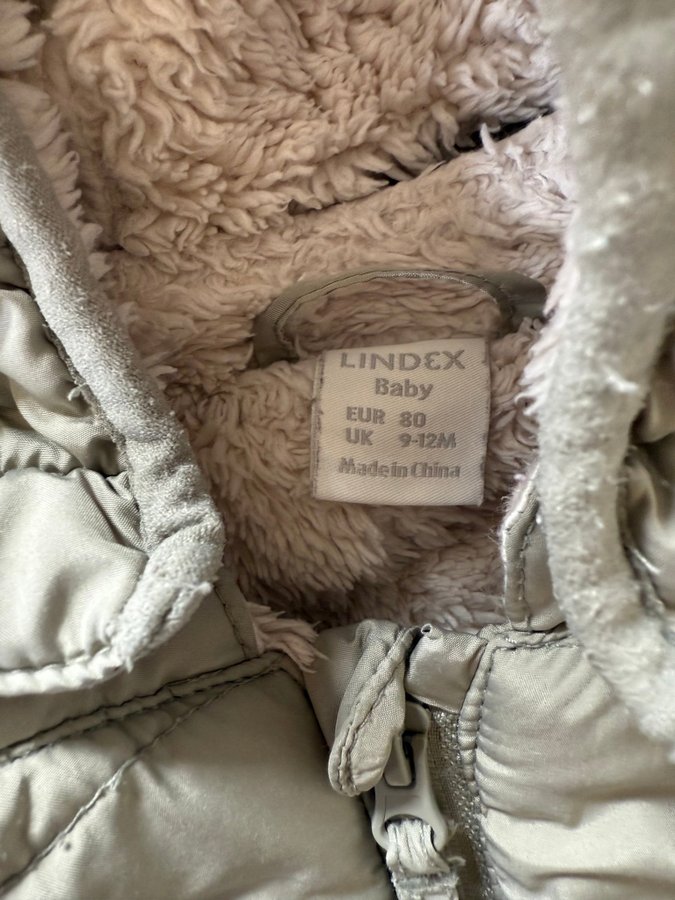 LINDEX
Baby
EUR 80
UK 9-12M
Made in China